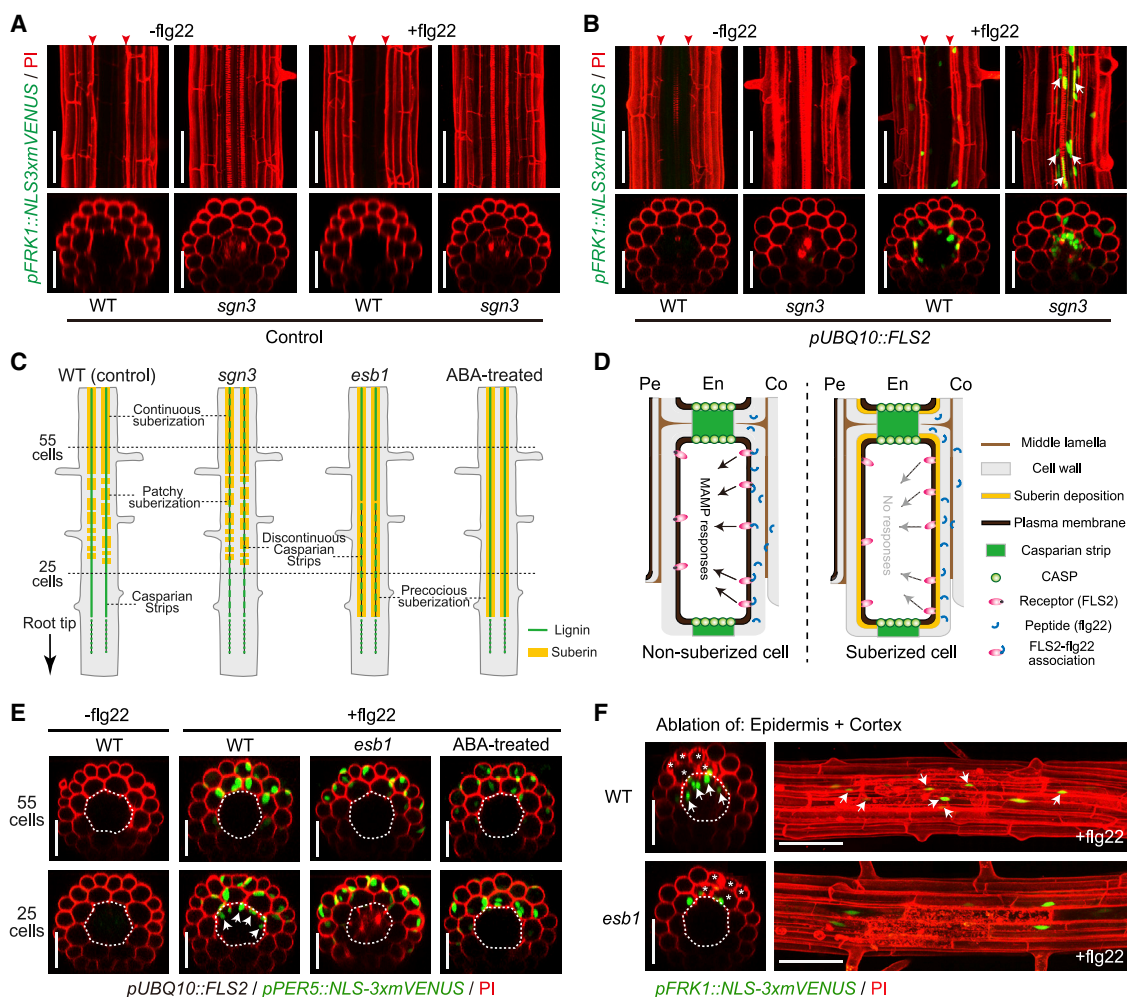 A
-flg22
+flg22
pFRK1::NLS3xmVENUS / PI
WT
sgn3
WT
sgn3
Control
B
-flg22
+flg22
pFRK1::NLS3xmVENUS / PI
WT
sgn3
WT
sgn3
pUBQ10::FLS2
C
WT (control)
sgn3
esb1
ABA-treated
Continuous
suberization
55
cells
Patchy
suberization
Discontinuous
Casparian
Strips
25
cells
Casparian
Strips
Precocious
suberization
Root tip
Lignin
Suberin
D
Pe
En
Co
Pe
En
Co
MAMP responses
No responses
Non-suberized cell
Suberized cell
Middle lamella
Cell wall
Suberin deposition
Plasma membrane
Casparian strip
CASP
Receptor (FLS2)
Peptide (flg22)
FLS2-flg22
association
E
-flg22
+flg22
WT
WT
esb1
ABA-treated
55
cells
25
cells
pUBQ10::FLS2 / pPER5::NLS-3xmVENUS / PI
F
Ablation of: Epidermis + Cortex
WT
* * * * * *
+flg22
esb1
* * * * * *
+flg22
pFRK1::NLS-3xmVENUS / PI